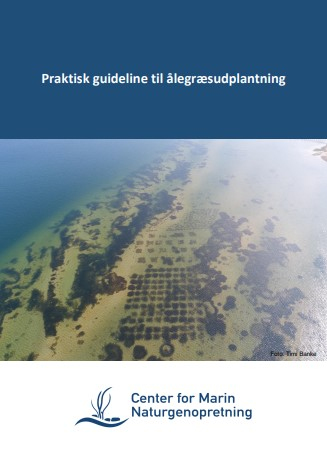 Praktisk guideline til ålegræsudplantning
Foto: Timi Banke
Center for Marin
Naturgenopretning